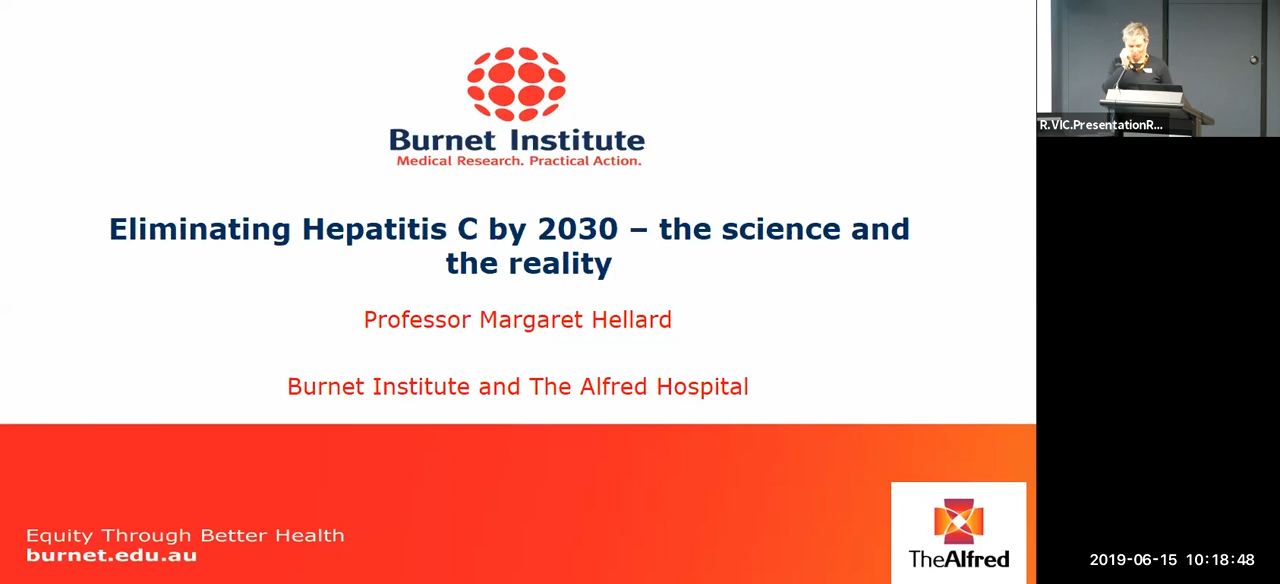 Burnet Institute
Medical Research. Practical Action.
Eliminating Hepatitis C by 2030 – the science and
the reality
Professor Margaret Hellard
Burnet Institute and The Alfred Hospital
Equity Through Better Health
burnet.edu.au
TheAlfred
R.VIC.PresentationR...
2019-06-15 10:18:48